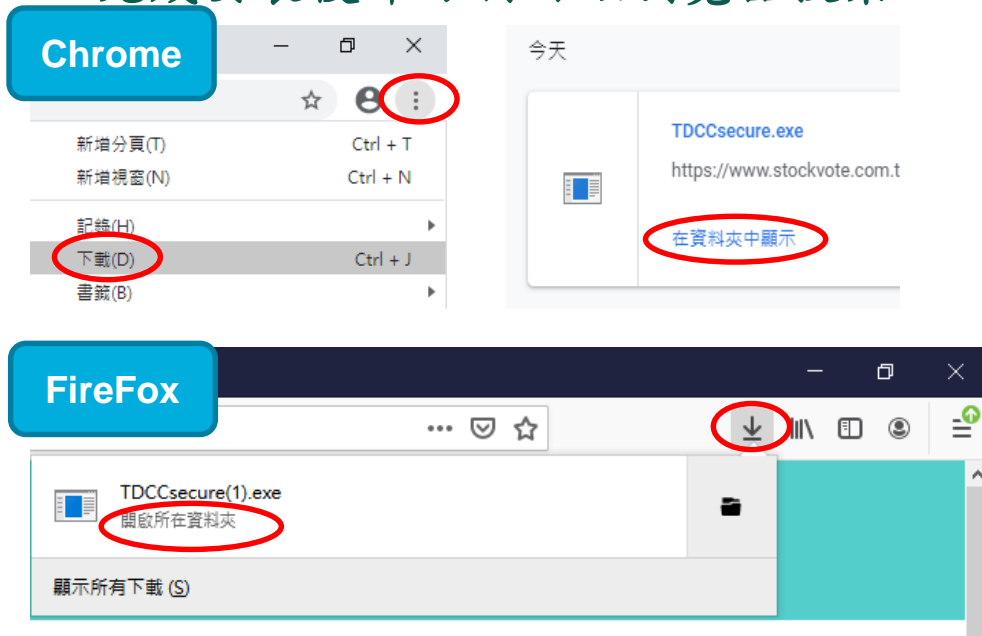 Chrome
新增分頁(T) Ctrl + T
新增視窗(N) Ctrl + N
記錄(H)
下載(D) Ctrl + J
書籤(B)
今天
TDCCsecure.exe
https://www.stockvote.com.t
在資料夾中顯示
FireFox
TDCCsecure(1).exe
開啟所在資料夾
顯示所有下載 (S)